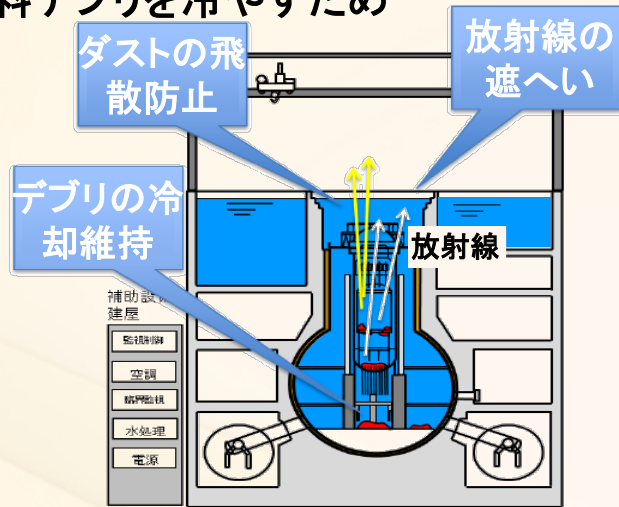 料デブリを冷やすため
ダストの飛
散防止
放射線の
遮へい
デブリの冷
却維持
放射線
補助設
建屋
監視制御
空調
臨界監視
水処理
電源